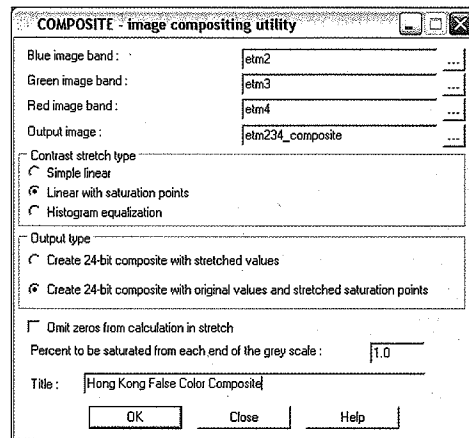 COMPOSITE - image compositing utility
Blue image band :
etm2
...
Green image band :
etm3
...
Red image band :
etm4
...
Output image :
etm234_composite
...
Contrast stretch type
Simple linear
Linear with saturation points
Histogram equalization
Output type
Create 24-bit composite with stretched values
Create 24-bit composite with original values and stretched saturation points
Omit zeros from calculation in stretch
Percent to be saturated from each end of the grey scale :
1.0
Title :
Hong Kong False Color Composite
OK
Close
Help